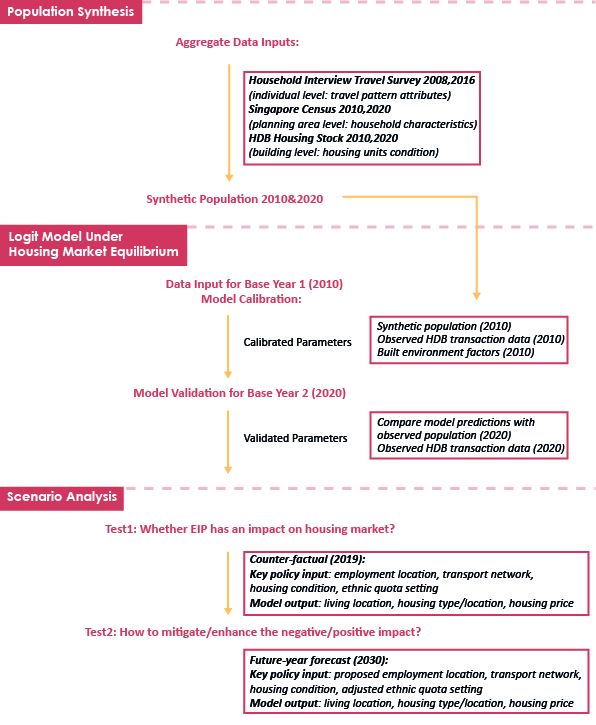 Population Synthesis
Aggregate Data Inputs:
Household Interview Travel Survey 2008,2016
(individual level: travel pattern attributes)
Singapore Census 2010,2020
(planning area level: household characteristics)
HDB Housing Stock 2010,2020
(building level: housing units condition)
Synthetic Population 2010&2020
Logit Model Under
Housing Market Equilibrium
Data Input for Base Year 1 (2010)
Model Calibration:
Calibrated Parameters
Synthetic population (2010)
Observed HDB transaction data (2010)
Built environment factors (2010)
Model Validation for Base Year 2 (2020)
Validated Parameters
Compare model predictions with
observed population (2020)
Observed HDB transaction data (2020)
Scenario Analysis
Test1: Whether EIP has an impact on housing market?
Counter-factual (2019):
Key policy input: employment location, transport network,
housing condition, ethnic quota setting
Model output: living location, housing type/location, housing price
Test2: How to mitigate/enhance the negative/positive impact?
Future-year forecast (2030):
Key policy input: proposed employment location, transport network,
housing condition, adjusted ethnic quota setting
Model output: living location, housing type/location, housing price